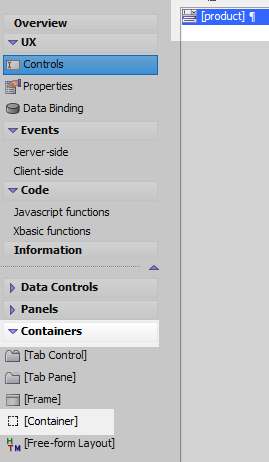 Overview
UX
Controls
Properties
Data Binding
Events
Server-side
Client-side
Code
Javascript functions
Xbasic functions
Information
Data Controls
Panels
Containers
[Tab Control]
[Tab Pane]
[Frame]
[Container]
HTM [Free-form Layout]
[product] ¶